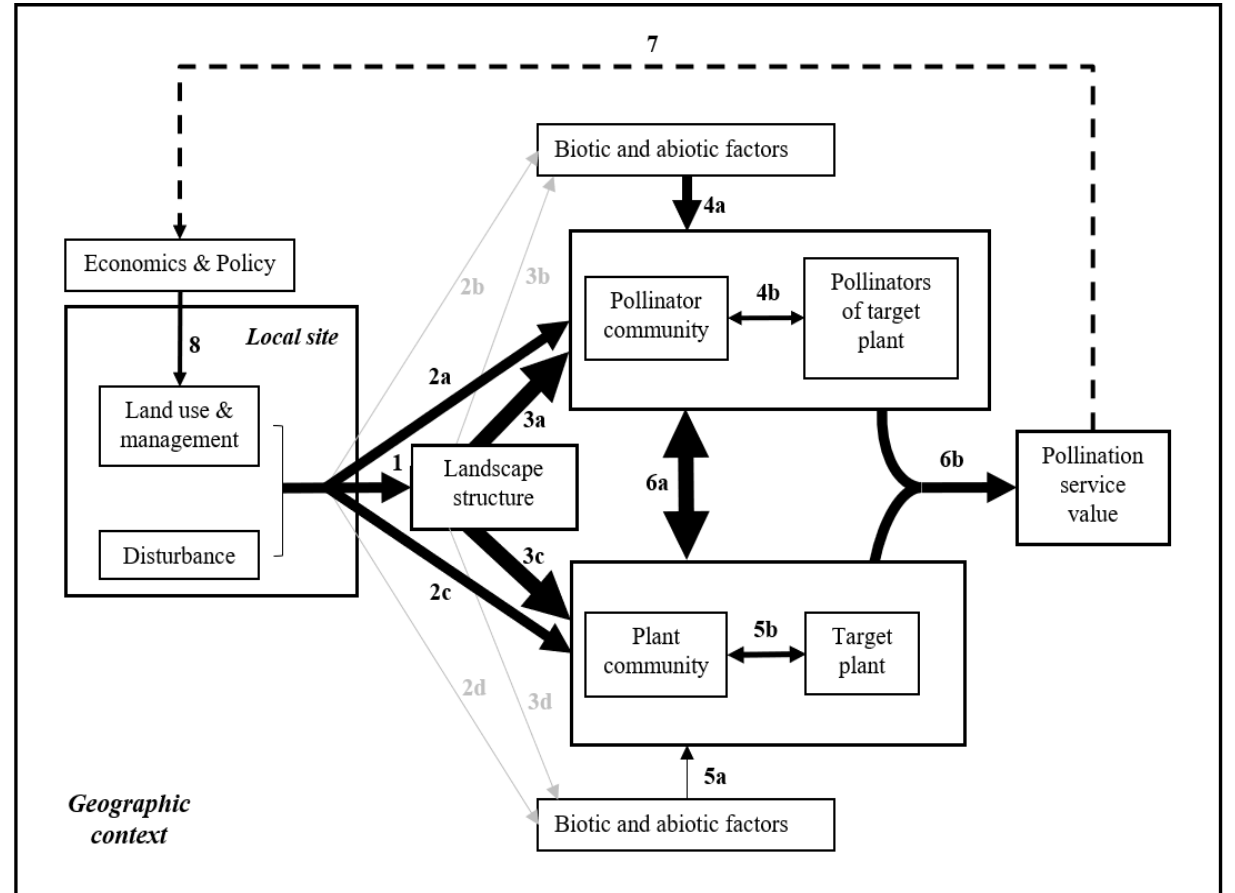 7
Biotic and abiotic factors
4a
Economics & Policy
2b
3b
Pollinator
community
4b
Pollinators
of target
plant
8
Local site
Land use &
management
2a
3a
1
Landscape
structure
6a
6b
Pollination
service
value
Disturbance
3c
2c
Plant
community
5b
Target
plant
2d
3d
5a
Geographic
context
Biotic and abiotic factors